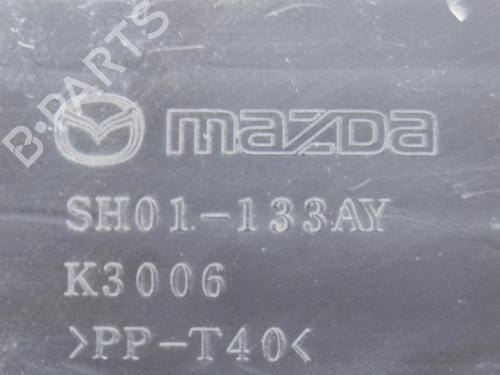 B-PARTS
mazda
SH01-133AY
K3006
>PP-T40<